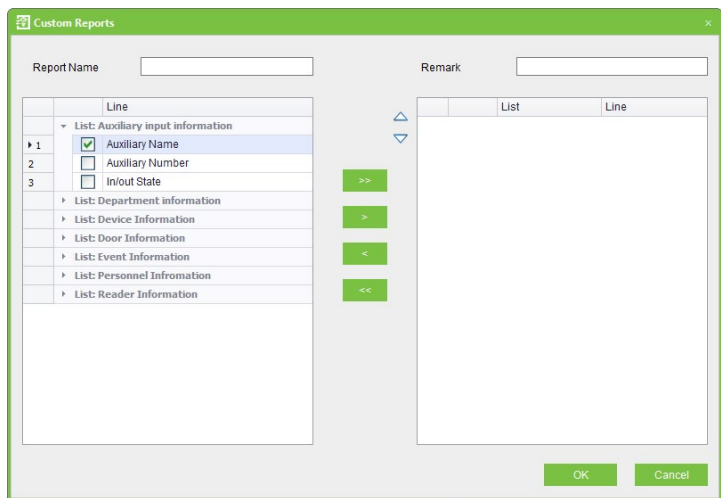 Custom Reports ×
Report Name
Remark
Line
List: Auxiliary input information
1 Auxiliary Name
2 Auxiliary Number
3 In/out State
List: Department information
List: Device Information
List: Door Information
List: Event Information
List: Personnel Infromation
List: Reader Information
>>
>
<
<<
List Line
OK Cancel